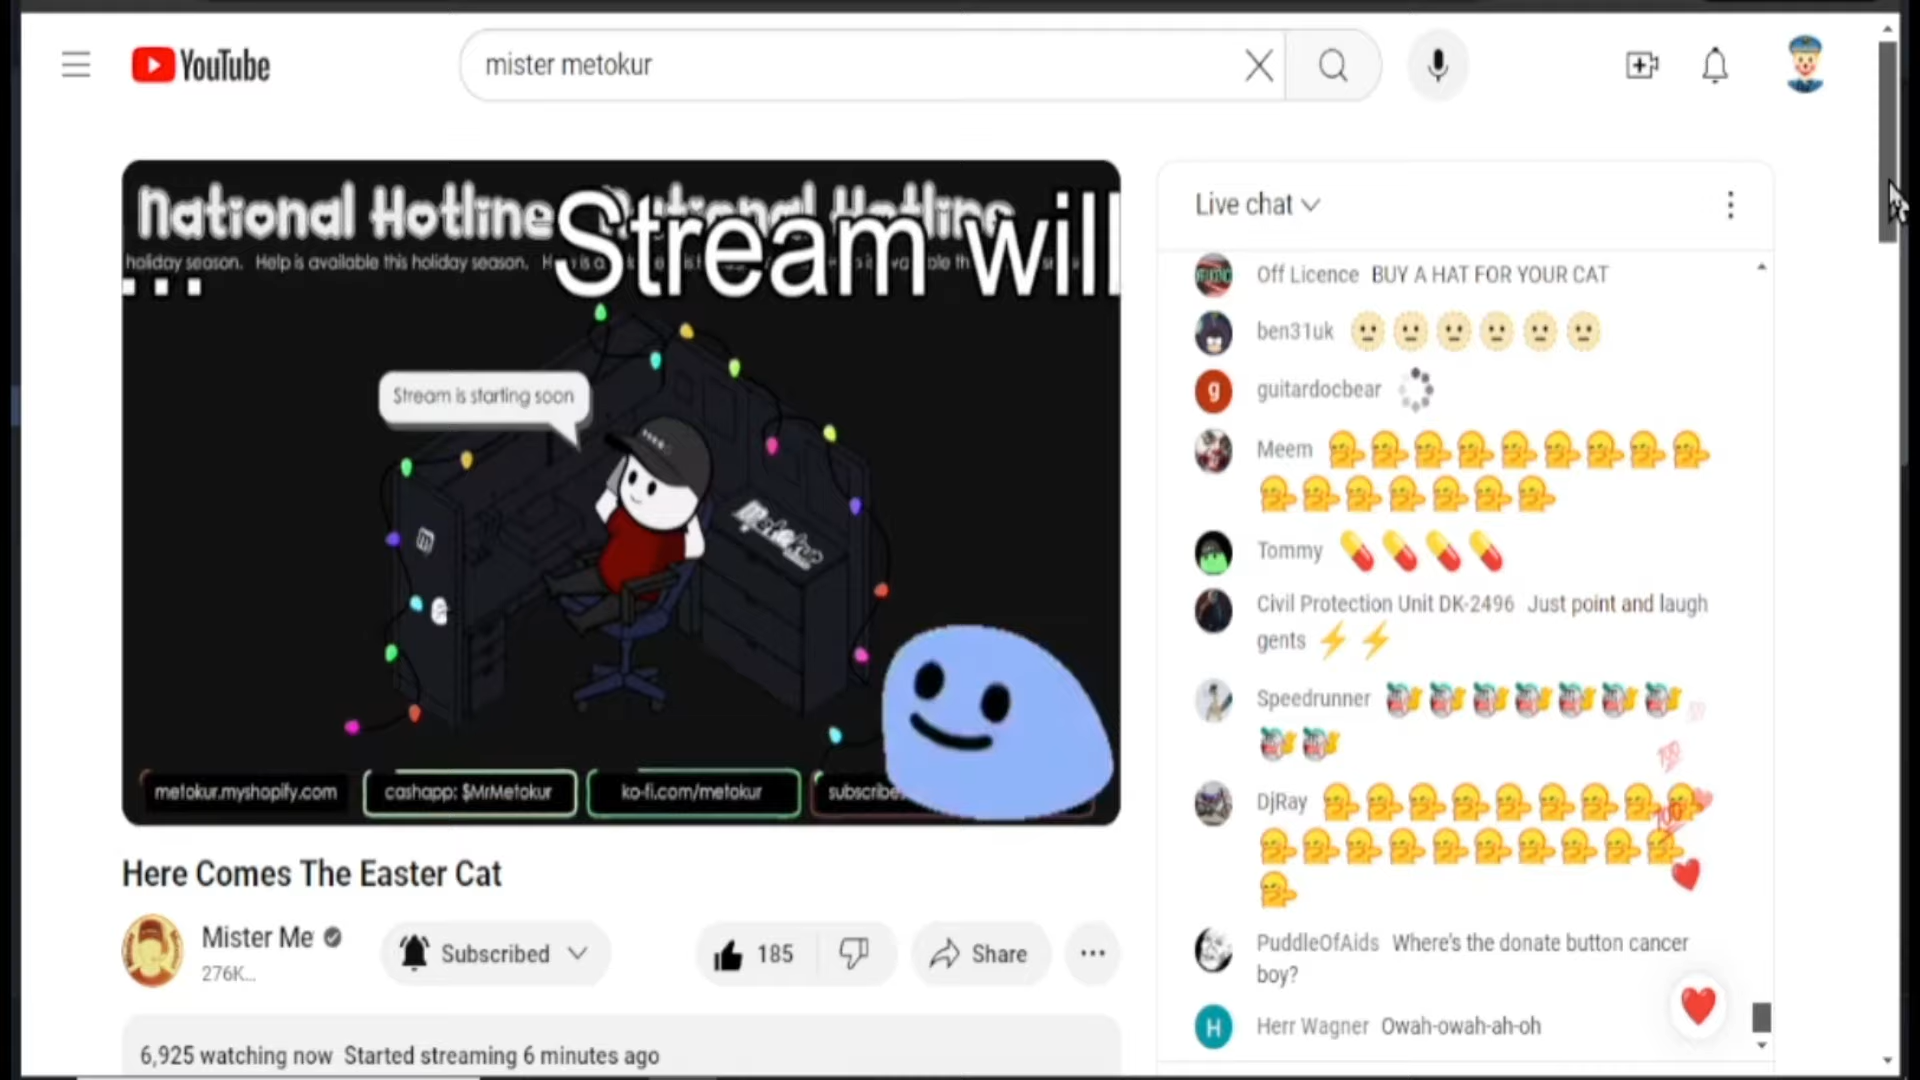 YouTube
mister metokur
National Hotline National Hotline
Stream will
holiday season. Help is available this holiday season.
...
Stream is starting soon
metokur
m
metokur.myshopify.com
cashapp: $MrMetokur
ko-fi.com/metokur
subscribe
Here Comes The Easter Cat
Mister Me
276K...
Subscribed
185
Share
...
6,925 watching now Started streaming 6 minutes ago
Live chat
Off Licence BUY A HAT FOR YOUR CAT
ben31uk 🫥🫥🫥🫥🫥🫥
g guitardocbear
Meem
Tommy 💊💊💊💊
Civil Protection Unit DK-2496 Just point and laugh
gents ⚡⚡
Speedrunner
DjRay
PuddleOfAids Where's the donate button cancer
boy?
H Herr Wagner Owah-owah-ah-oh